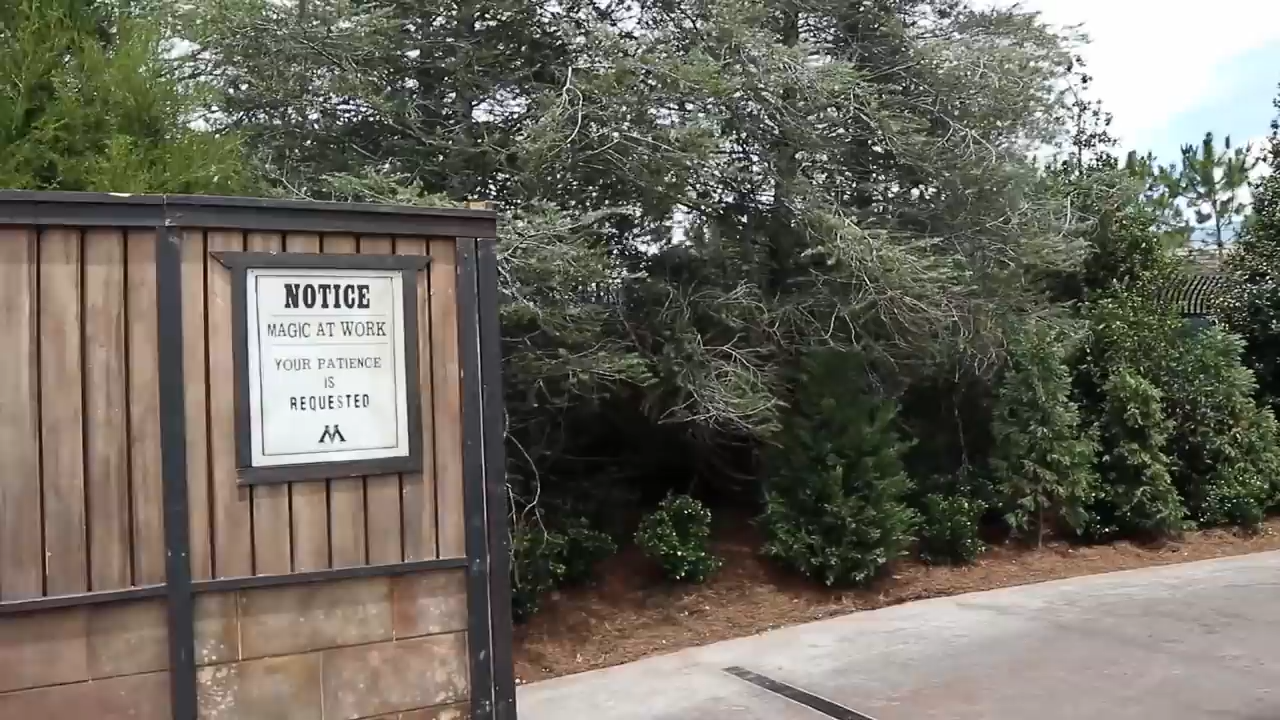 NOTICE
MAGIC AT WORK
YOUR PATIENCE
IS
REQUESTED
M